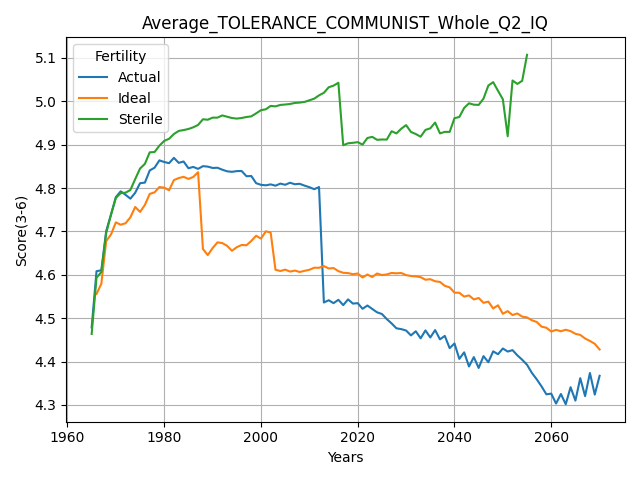 Average_TOLERANCE_COMMUNIST_Whole_Q2_IQ
Fertility
Actual
Ideal
Sterile
Score(3-6)
5.1
5.0
4.9
4.8
4.7
4.6
4.5
4.4
4.3
1960
1980
2000
2020
2040
2060
Years